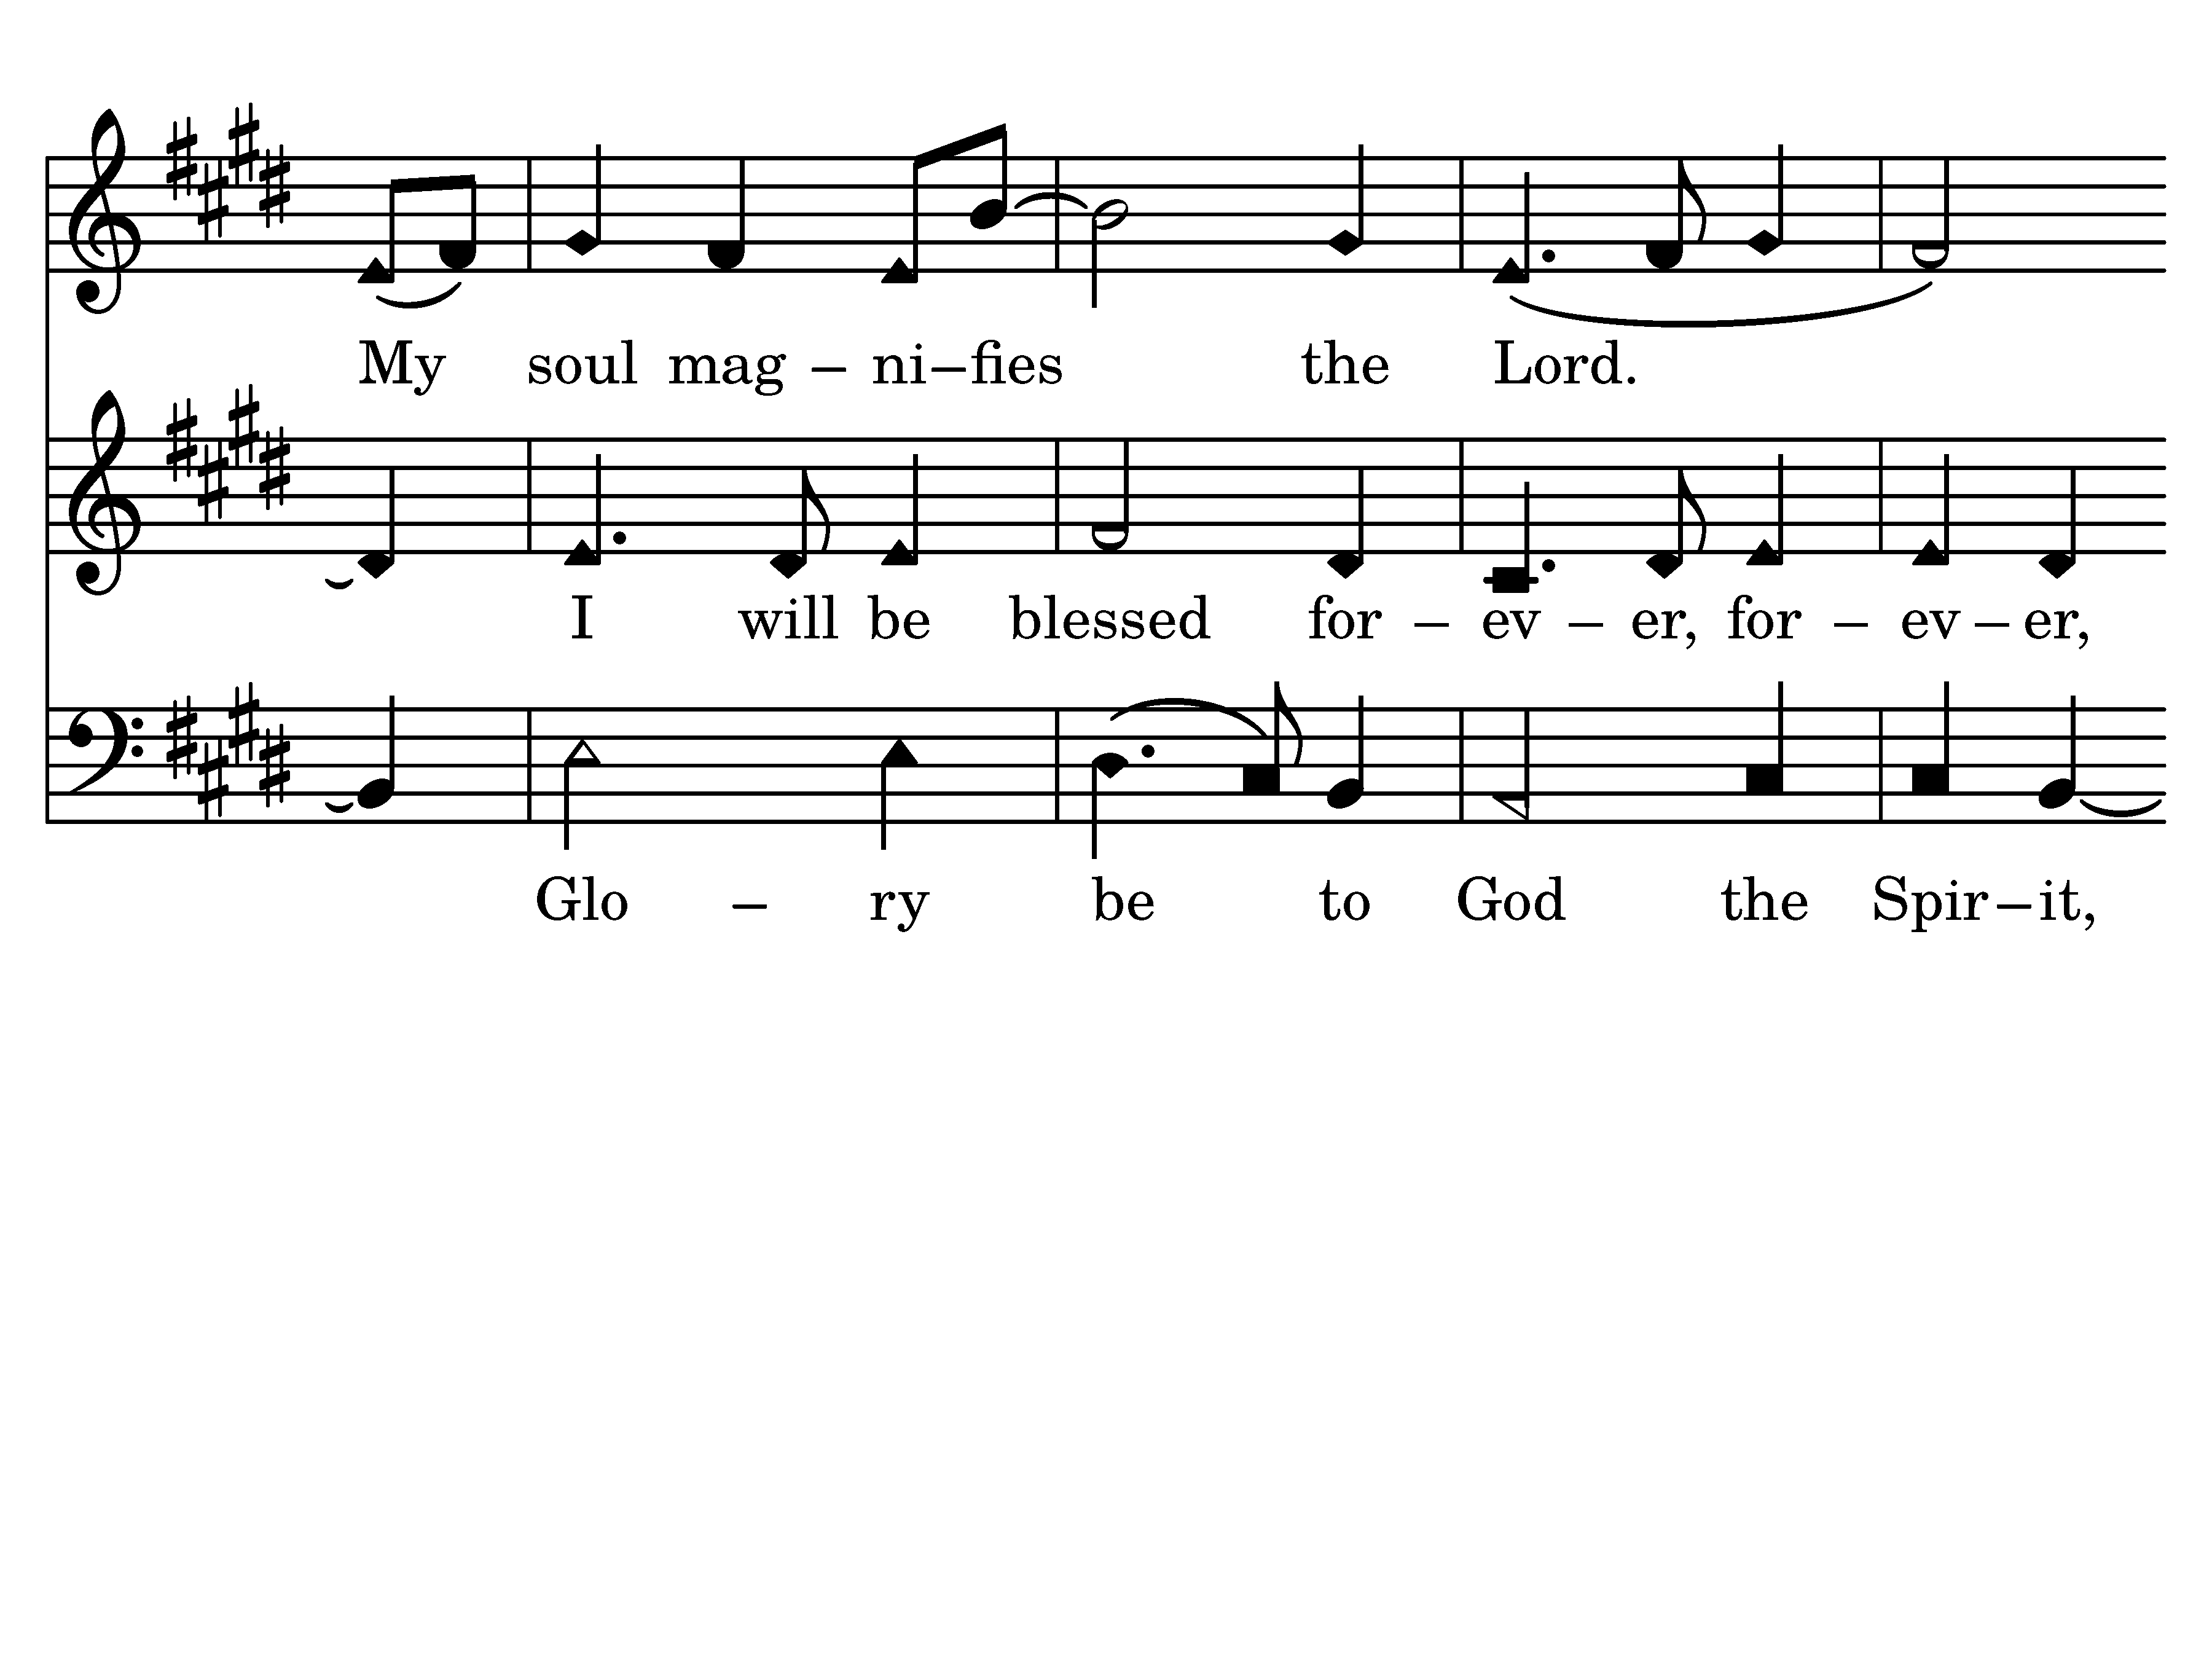 My soul mag – ni–fies the Lord.
I will be blessed for – ev – er, for – ev – er,
Glo – ry be to God the Spir–it,